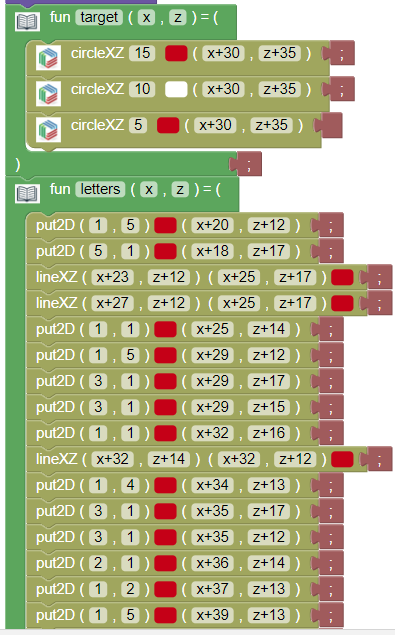 fun target ( x , z ) = (
circleXZ 15 ( x+30 , z+35 ) ;
circleXZ 10 ( x+30 , z+35 ) ;
circleXZ 5 ( x+30 , z+35 ) ;
) ;
fun letters ( x , z ) = (
put2D ( 1 , 5 ) ( x+20 , z+12 ) ;
put2D ( 5 , 1 ) ( x+18 , z+17 ) ;
lineXZ ( x+23 , z+12 ) ( x+25 , z+17 ) ;
lineXZ ( x+27 , z+12 ) ( x+25 , z+17 ) ;
put2D ( 1 , 1 ) ( x+25 , z+14 ) ;
put2D ( 1 , 5 ) ( x+29 , z+12 ) ;
put2D ( 3 , 1 ) ( x+29 , z+17 ) ;
put2D ( 3 , 1 ) ( x+29 , z+15 ) ;
put2D ( 1 , 1 ) ( x+32 , z+16 ) ;
lineXZ ( x+32 , z+14 ) ( x+32 , z+12 ) ;
put2D ( 1 , 4 ) ( x+34 , z+13 ) ;
put2D ( 3 , 1 ) ( x+35 , z+17 ) ;
put2D ( 3 , 1 ) ( x+35 , z+12 ) ;
put2D ( 2 , 1 ) ( x+36 , z+14 ) ;
put2D ( 1 , 2 ) ( x+37 , z+13 ) ;
put2D ( 1 , 5 ) ( x+39 , z+13 ) ;